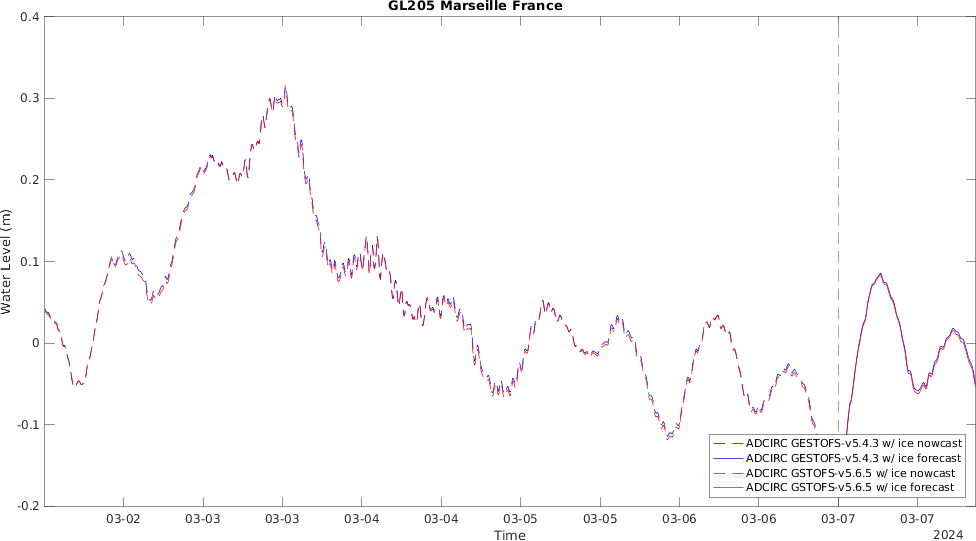 GL205 Marseille France
Water Level (m)
0.4
0.3
0.2
0.1
0
-0.1
-0.2
ADCIRC GESTOFS-v5.4.3 w/ ice nowcast
ADCIRC GESTOFS-v5.4.3 w/ ice forecast
ADCIRC GSTOFS-v5.6.5 w/ ice nowcast
ADCIRC GSTOFS-v5.6.5 w/ ice forecast
03-02 03-03 03-03 03-04 03-04 03-05 03-05 03-06 03-06 03-07 03-07
Time
2024